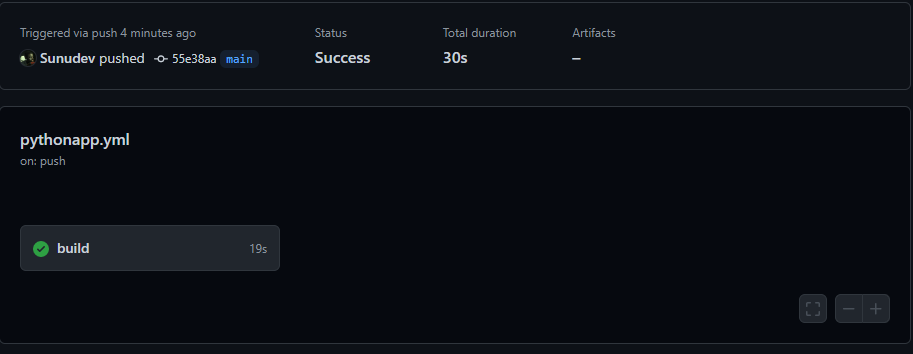 Triggered via push 4 minutes ago
Sunudev pushed 55e38aa main
Status
Success
Total duration
30s
Artifacts
–
pythonapp.yml
on: push
build 19s